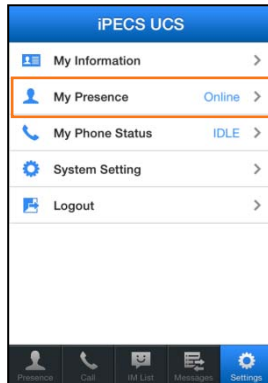 iPECS UCS
My Information
My Presence Online
My Phone Status IDLE
System Setting
Logout
Presence Call IM List Messages Settings